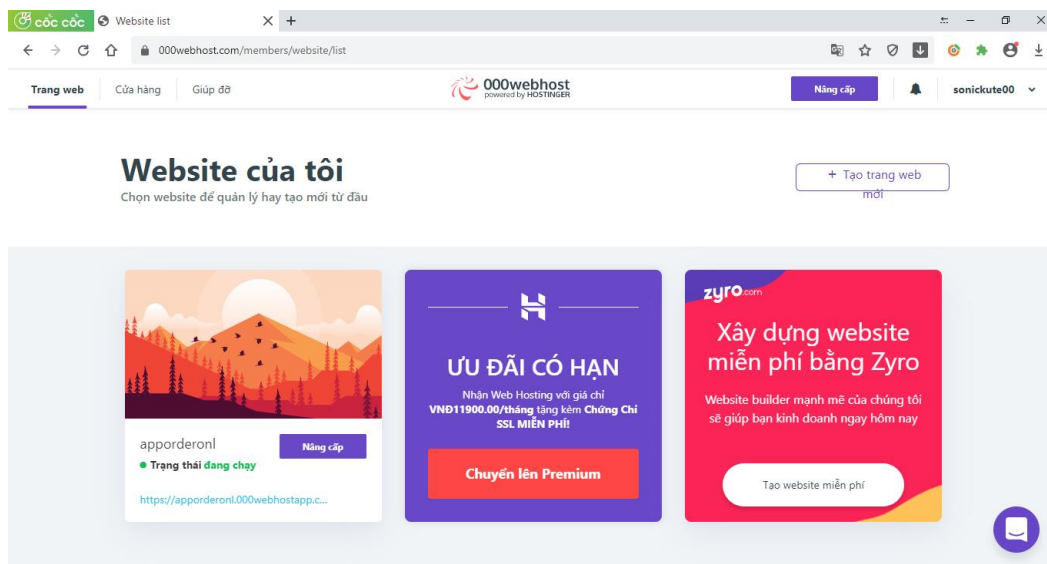 cốc cốc
Website list
000webhost.com/members/website/list
Trang web
Cửa hàng
Giúp đỡ
000webhost
powered by HOSTINGER
Nâng cấp
sonickute00
Website của tôi
Chọn website để quản lý hay tạo mới từ đầu
+ Tạo trang web
mới
apporderonl
Nâng cấp
Trạng thái đang chạy
https://apporderonl.000webhostapp.c...
ƯU ĐÃI CÓ HẠN
Nhận Web Hosting với giá chỉ
VNĐ11900.00/tháng tặng kèm Chứng Chỉ
SSL MIỄN PHÍ!
Chuyển lên Premium
zyro.com
Xây dựng website
miễn phí bằng Zyro
Website builder mạnh mẽ của chúng tôi
sẽ giúp bạn kinh doanh ngay hôm nay
Tạo website miễn phí